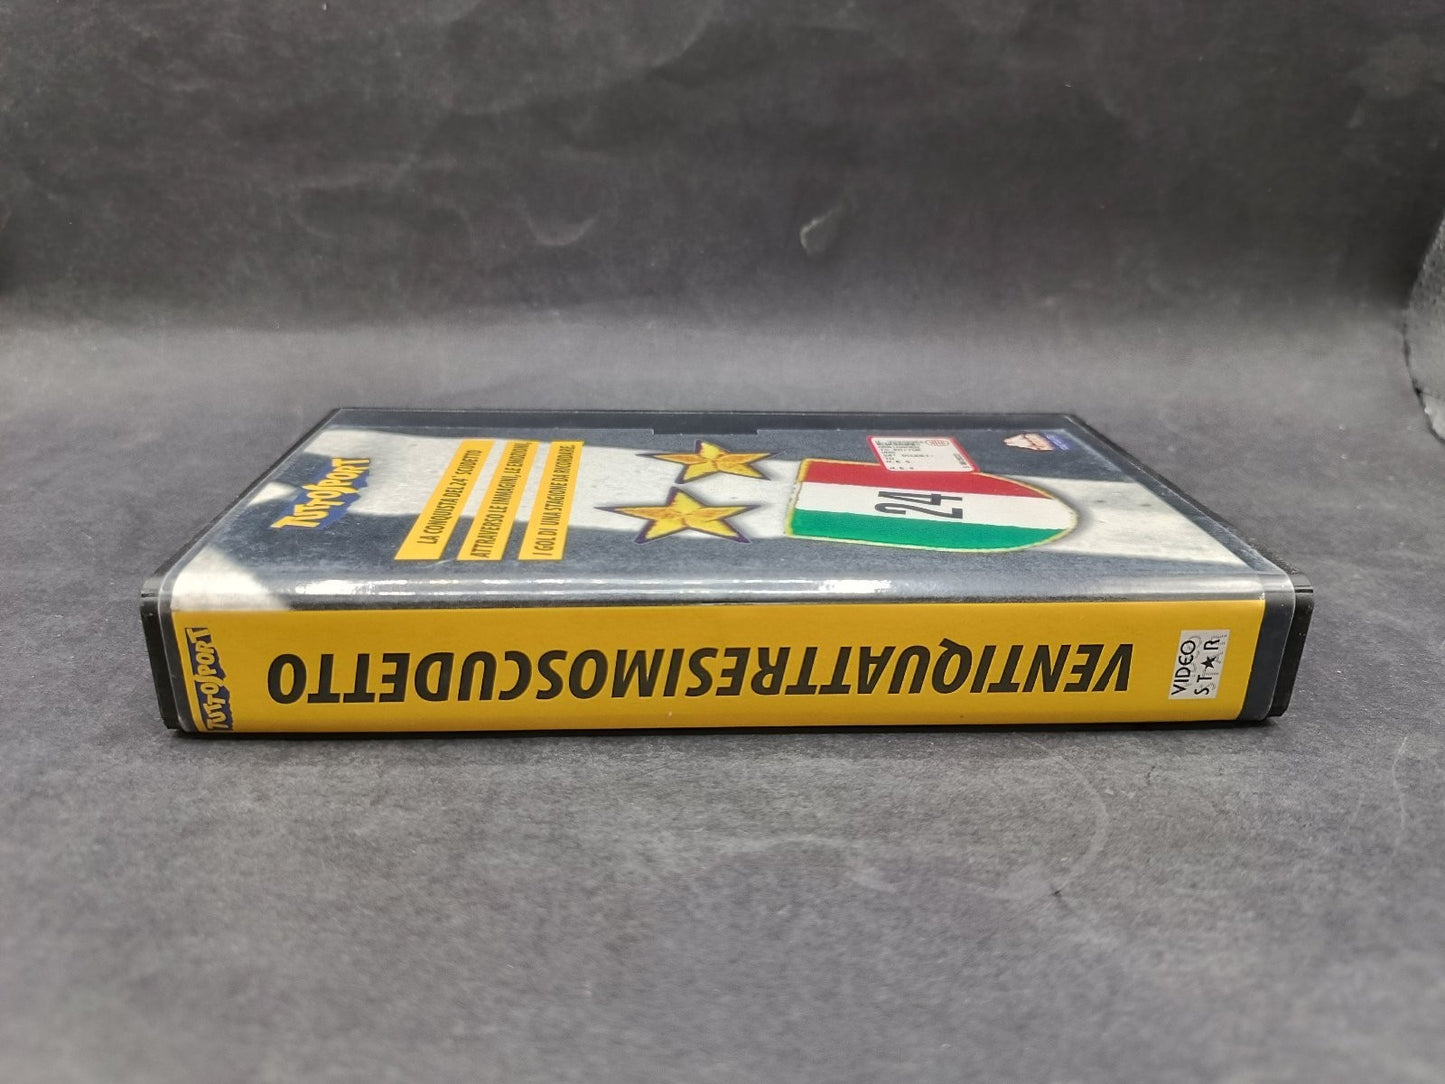 TUTTOSPORT
LA CONQUISTA DEL 24° SCUDETTO
ATTRAVERSO LE IMMAGINI, LE EMOZIONI,
I GOL DI UNA STAGIONE DA RICORDARE.
24
VENTIQUATTRESIMOSCUDETTO
TUTTOSPORT
VIDEO
STAR